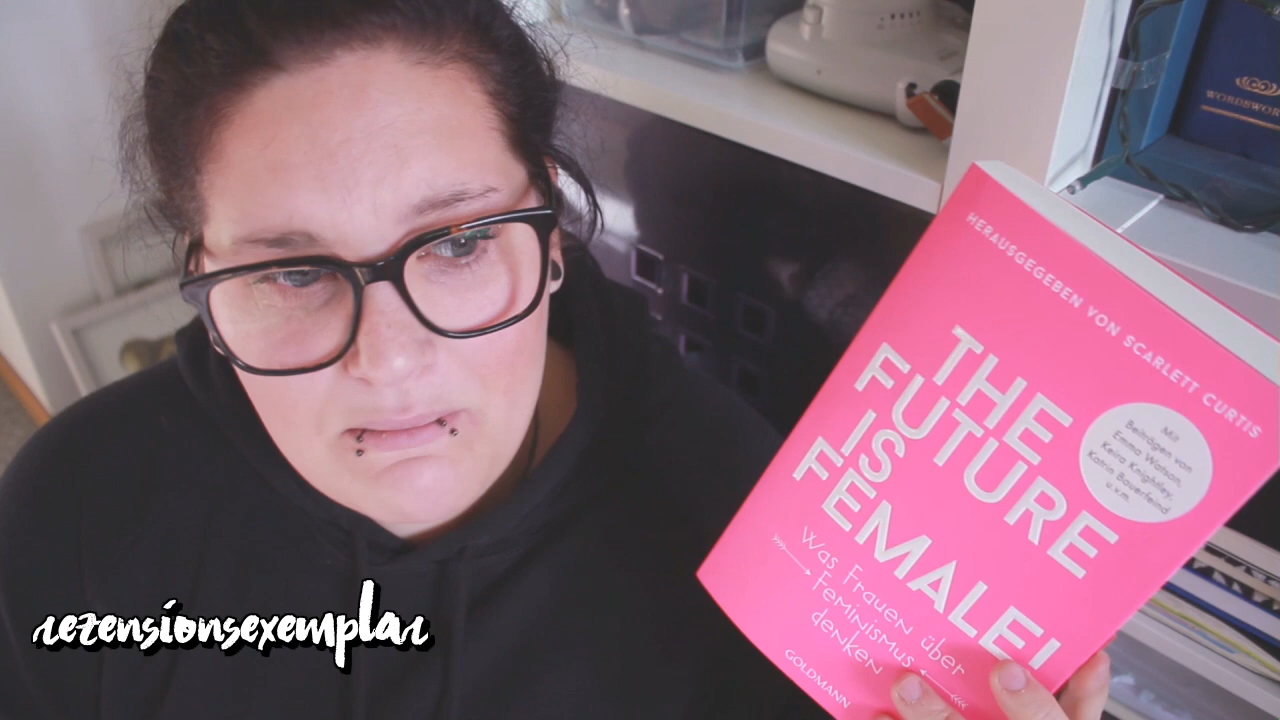 HERAUSGEGEBEN VON SCARLETT CURTIS
THE
FUTURE
IS
FEMALE!
Mit
Beiträgen von
Emma Watson,
Keira Knightley,
Katrin Bauerfeind
u.v.m.
Was Frauen über
Feminismus
denken
GOLDMANN
rezensionsexemplar